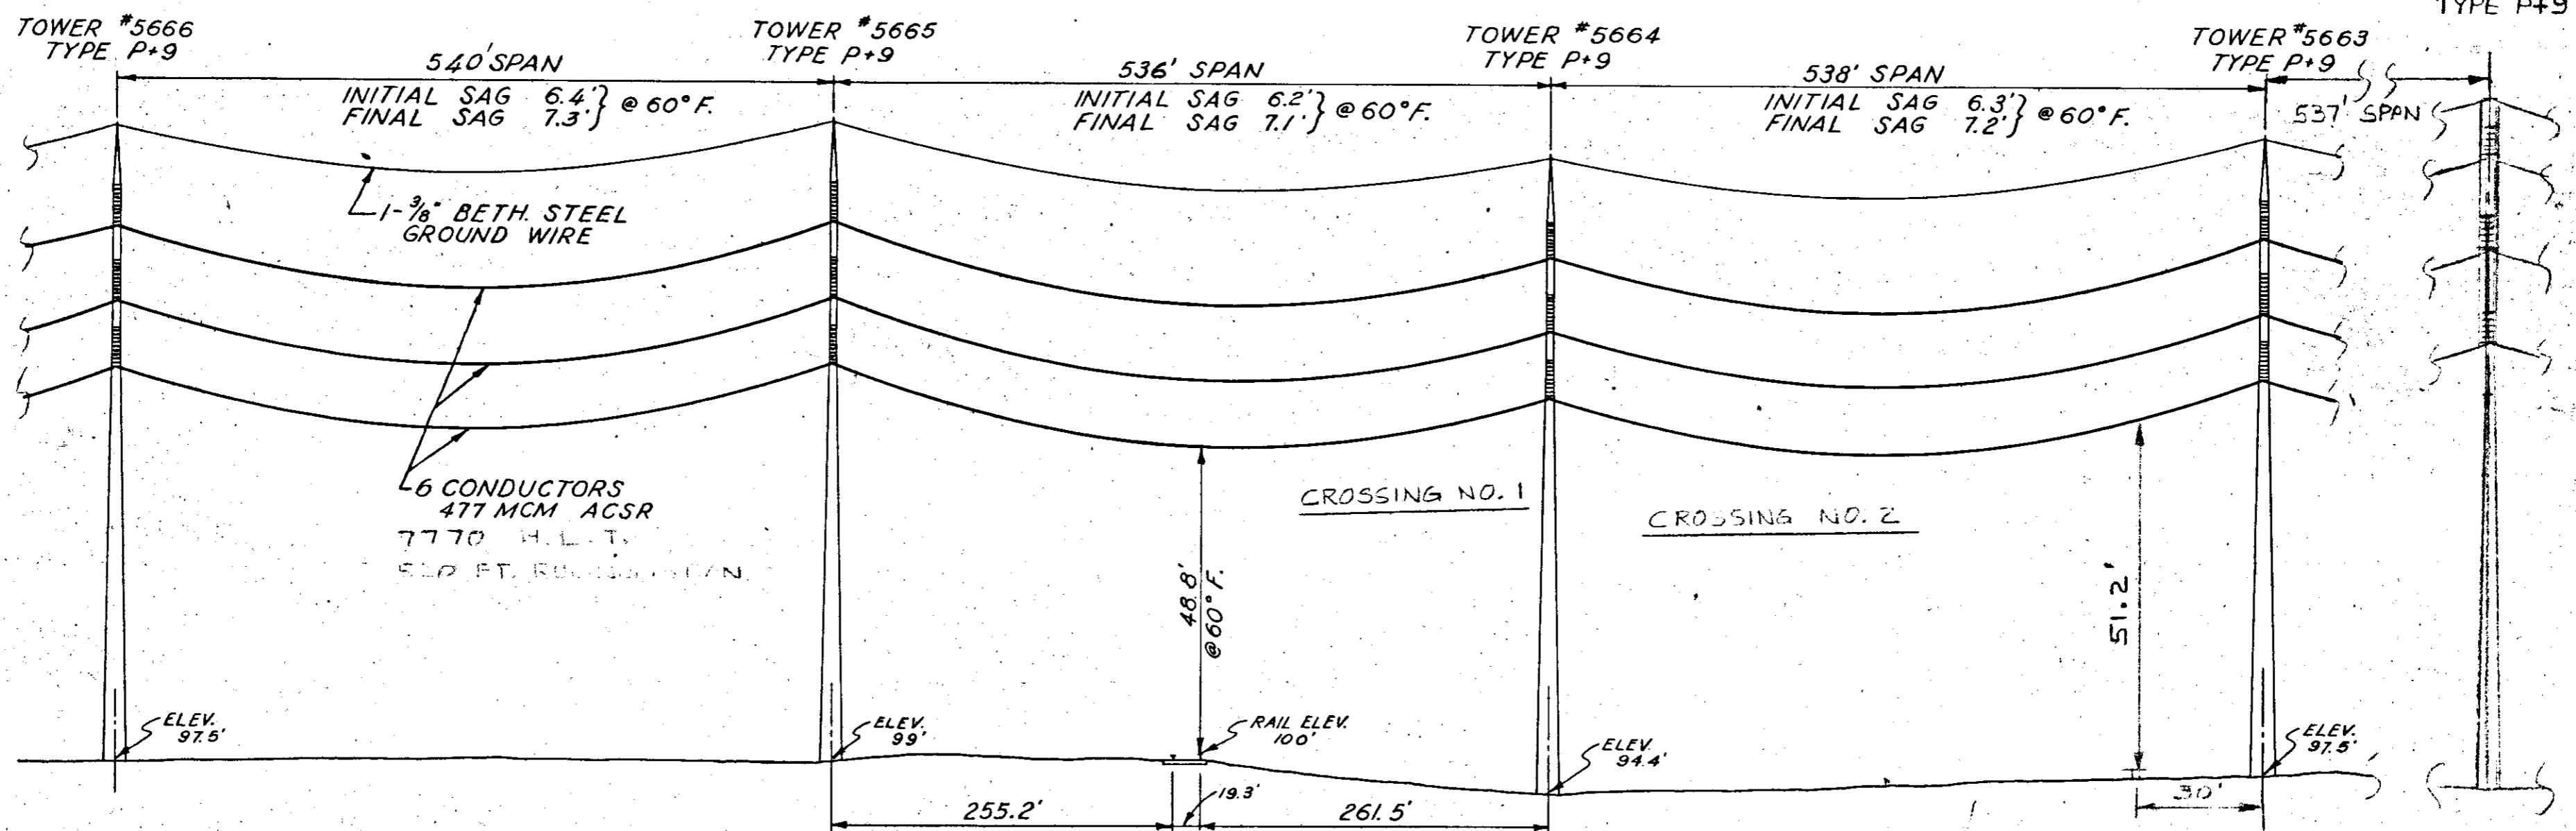 TOWER #5666
TYPE P+9
540' SPAN
INITIAL SAG 6.4' } @ 60° F.
FINAL SAG 7.3'
TOWER #5665
TYPE P+9
536' SPAN
INITIAL SAG 6.2' } @ 60° F.
FINAL SAG 7.1'
TOWER #5664
TYPE P+9
538' SPAN
INITIAL SAG 6.3' } @ 60° F.
FINAL SAG 7.2'
TOWER #5663
TYPE P+9
537' SPAN
TYPE P+9
1-3/8" BETH. STEEL
GROUND WIRE
6 CONDUCTORS
477 MCM ACSR
7770 H.L.T.
FT.
CROSSING NO. 1
CROSSING NO. 2
48.8'
@60° F.
51.2'
ELEV.
97.5'
ELEV.
99'
RAIL ELEV.
100'
ELEV.
94.4'
ELEV.
97.5'
255.2'
19.3'
261.5'
30'